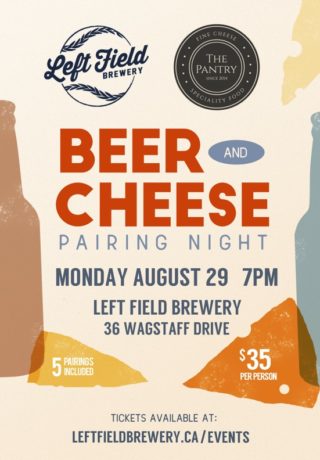 Left Field
BREWERY
FINE CHEESE
THE
PANTRY
SINCE 2014
SPECIALITY FOOD
BEER AND
CHEESE
PAIRING NIGHT
MONDAY AUGUST 29 7PM
LEFT FIELD BREWERY
36 WAGSTAFF DRIVE
5 PAIRINGS
INCLUDED
$35
PER PERSON
TICKETS AVAILABLE AT:
LEFTFIELDBREWERY.CA/EVENTS